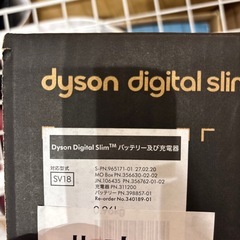 dyson digital slim
Dyson Digital Slim™ バッテリー及び充電器
対応型式
SV18
S-PN.965171-01 27,02,20
MO Box PN.356630-02-02
JN.106435 PN.356762-01-02
充電器 PN.311200
バッテリー PN.398857-01
Re-order No.340189-01